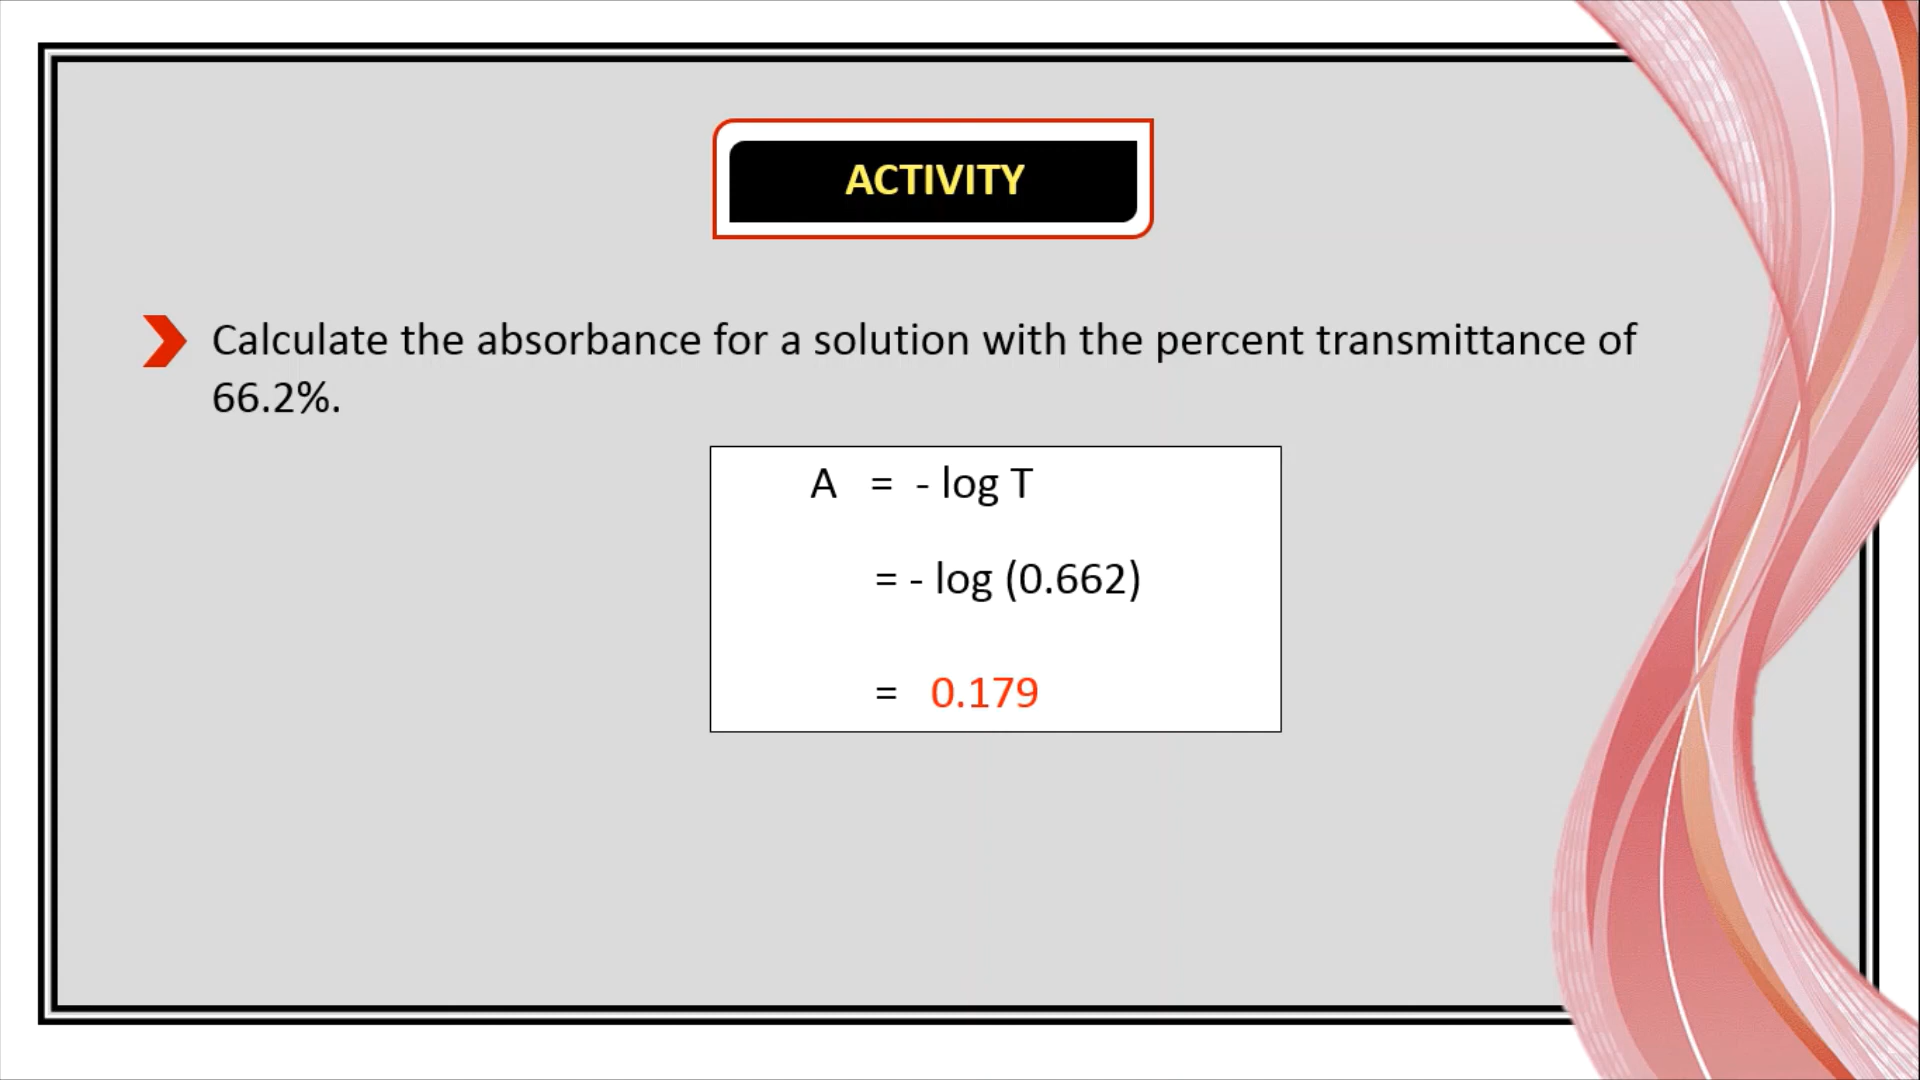 ACTIVITY
Calculate the absorbance for a solution with the percent transmittance of
66.2%.
A = - log T
= - log (0.662)
= 0.179